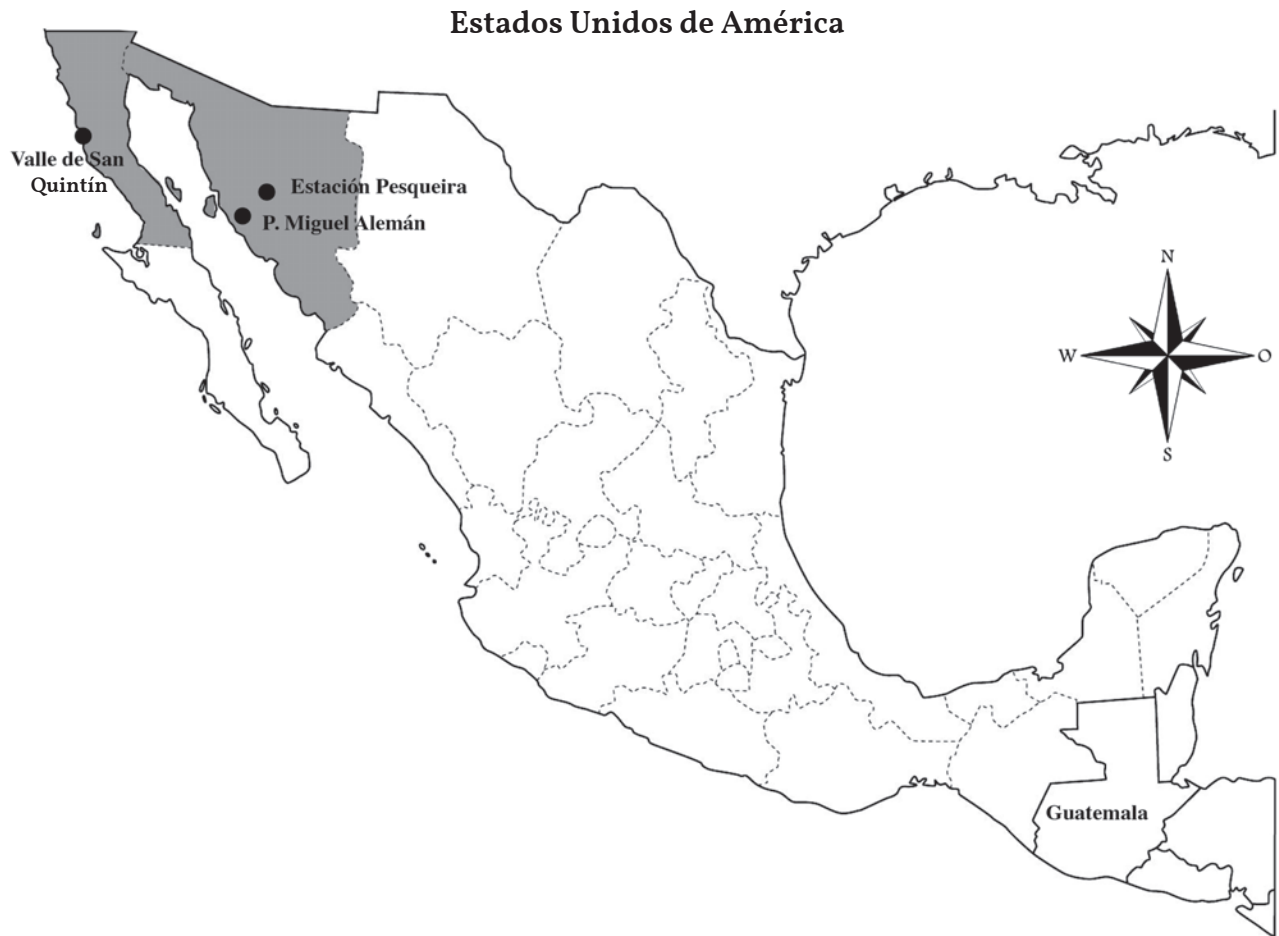 Estados Unidos de América
Valle de San
Quintín
Estación Pesqueira
P. Miguel Alemán
N
W
O
S
Guatemala